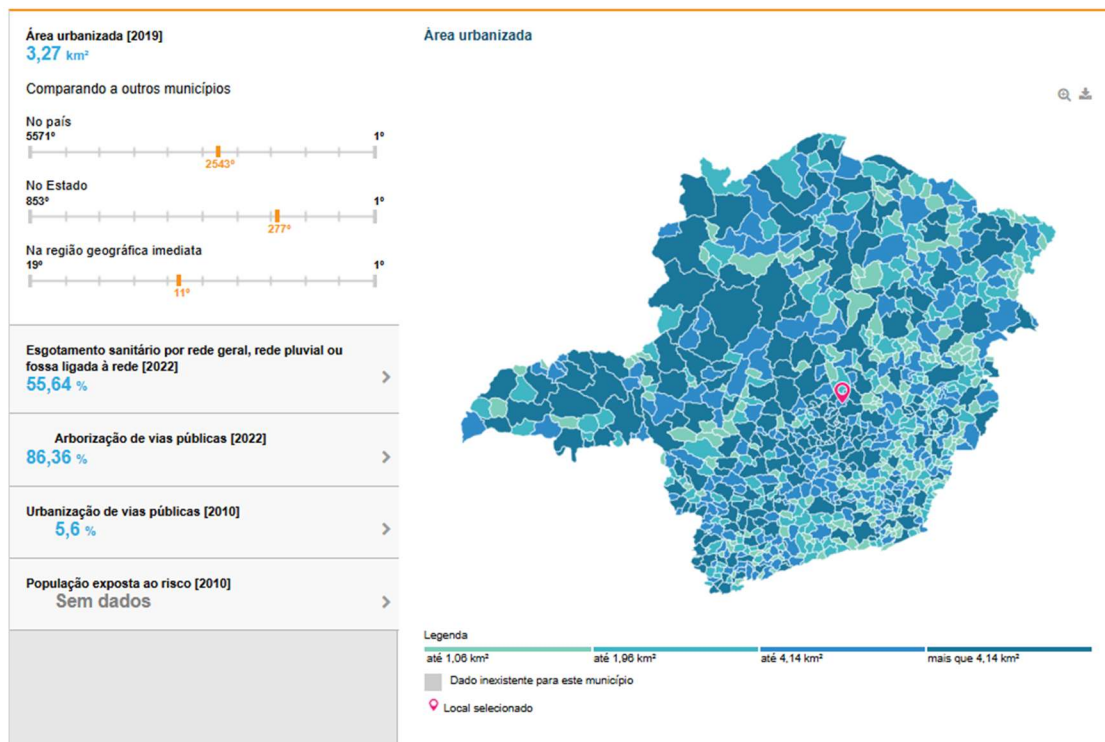 Área urbanizada [2019]
3,27 km²
Comparando a outros municípios
No país
5571º 1º
2543º
No Estado
853º 1º
277º
Na região geográfica imediata
19º 1º
11º
Esgotamento sanitário por rede geral, rede pluvial ou
fossa ligada à rede [2022]
55,64 %
Arborização de vias públicas [2022]
86,36 %
Urbanização de vias públicas [2010]
5,6 %
População exposta ao risco [2010]
Sem dados
Área urbanizada
Legenda
até 1,06 km² até 1,96 km² até 4,14 km² mais que 4,14 km²
Dado inexistente para este município
Local selecionado